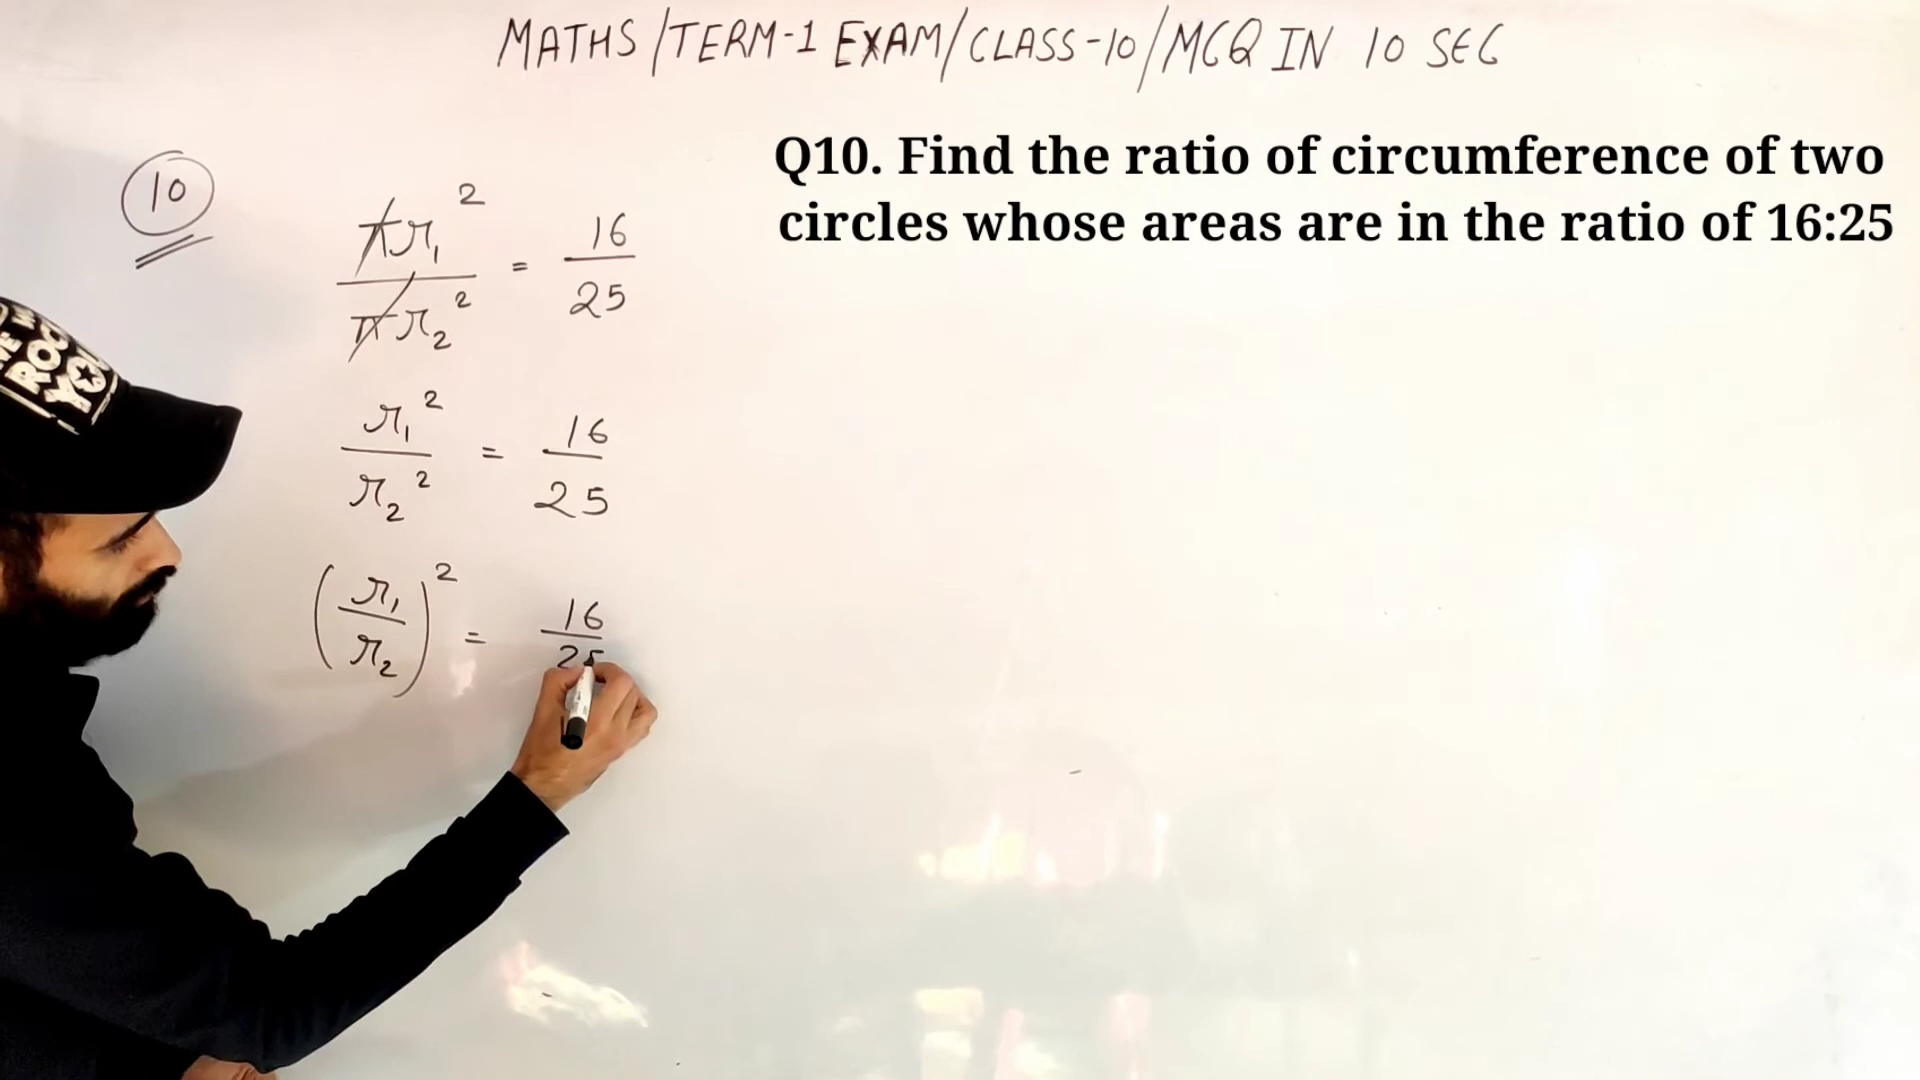 MATHS/TERM-1 EXAM/CLASS-10/MCQ IN 10 SEC
Q10. Find the ratio of circumference of two
circles whose areas are in the ratio of 16:25
10
πr₁² / πr₂² = 16/25
r₁² / r₂² = 16/25
(r₁/r₂)² = 16/25
ROCK
YOU